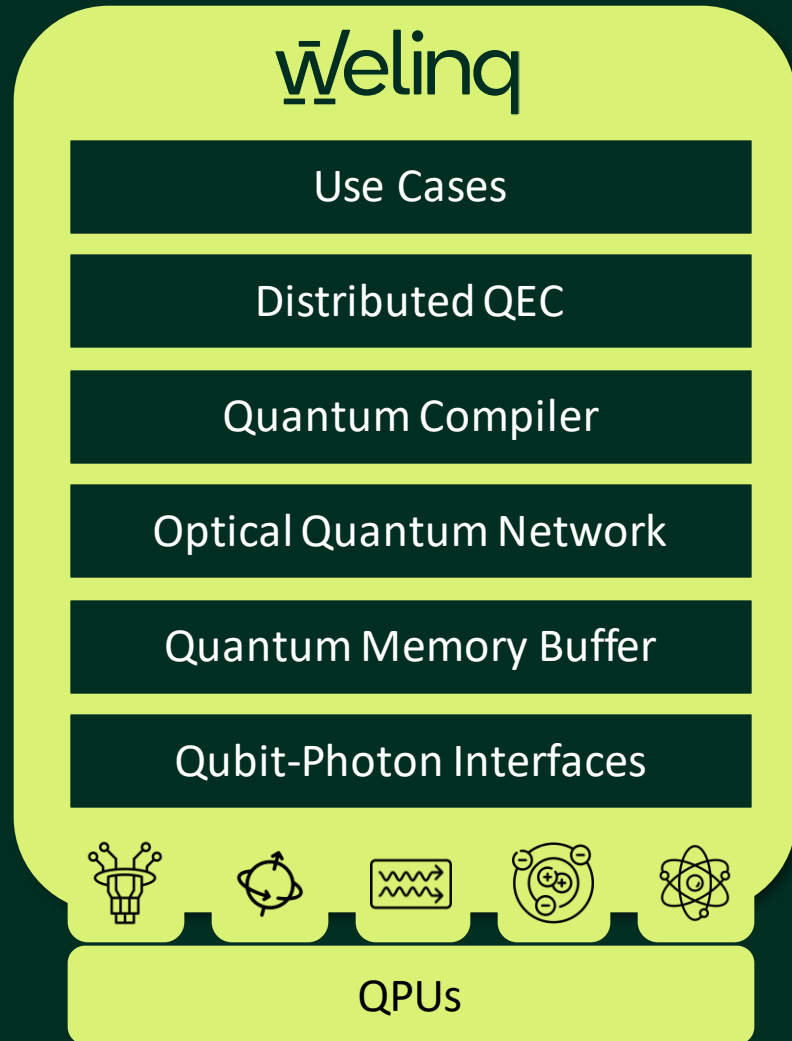 Welinq
Use Cases
Distributed QEC
Quantum Compiler
Optical Quantum Network
Quantum Memory Buffer
Qubit-Photon Interfaces
QPUs